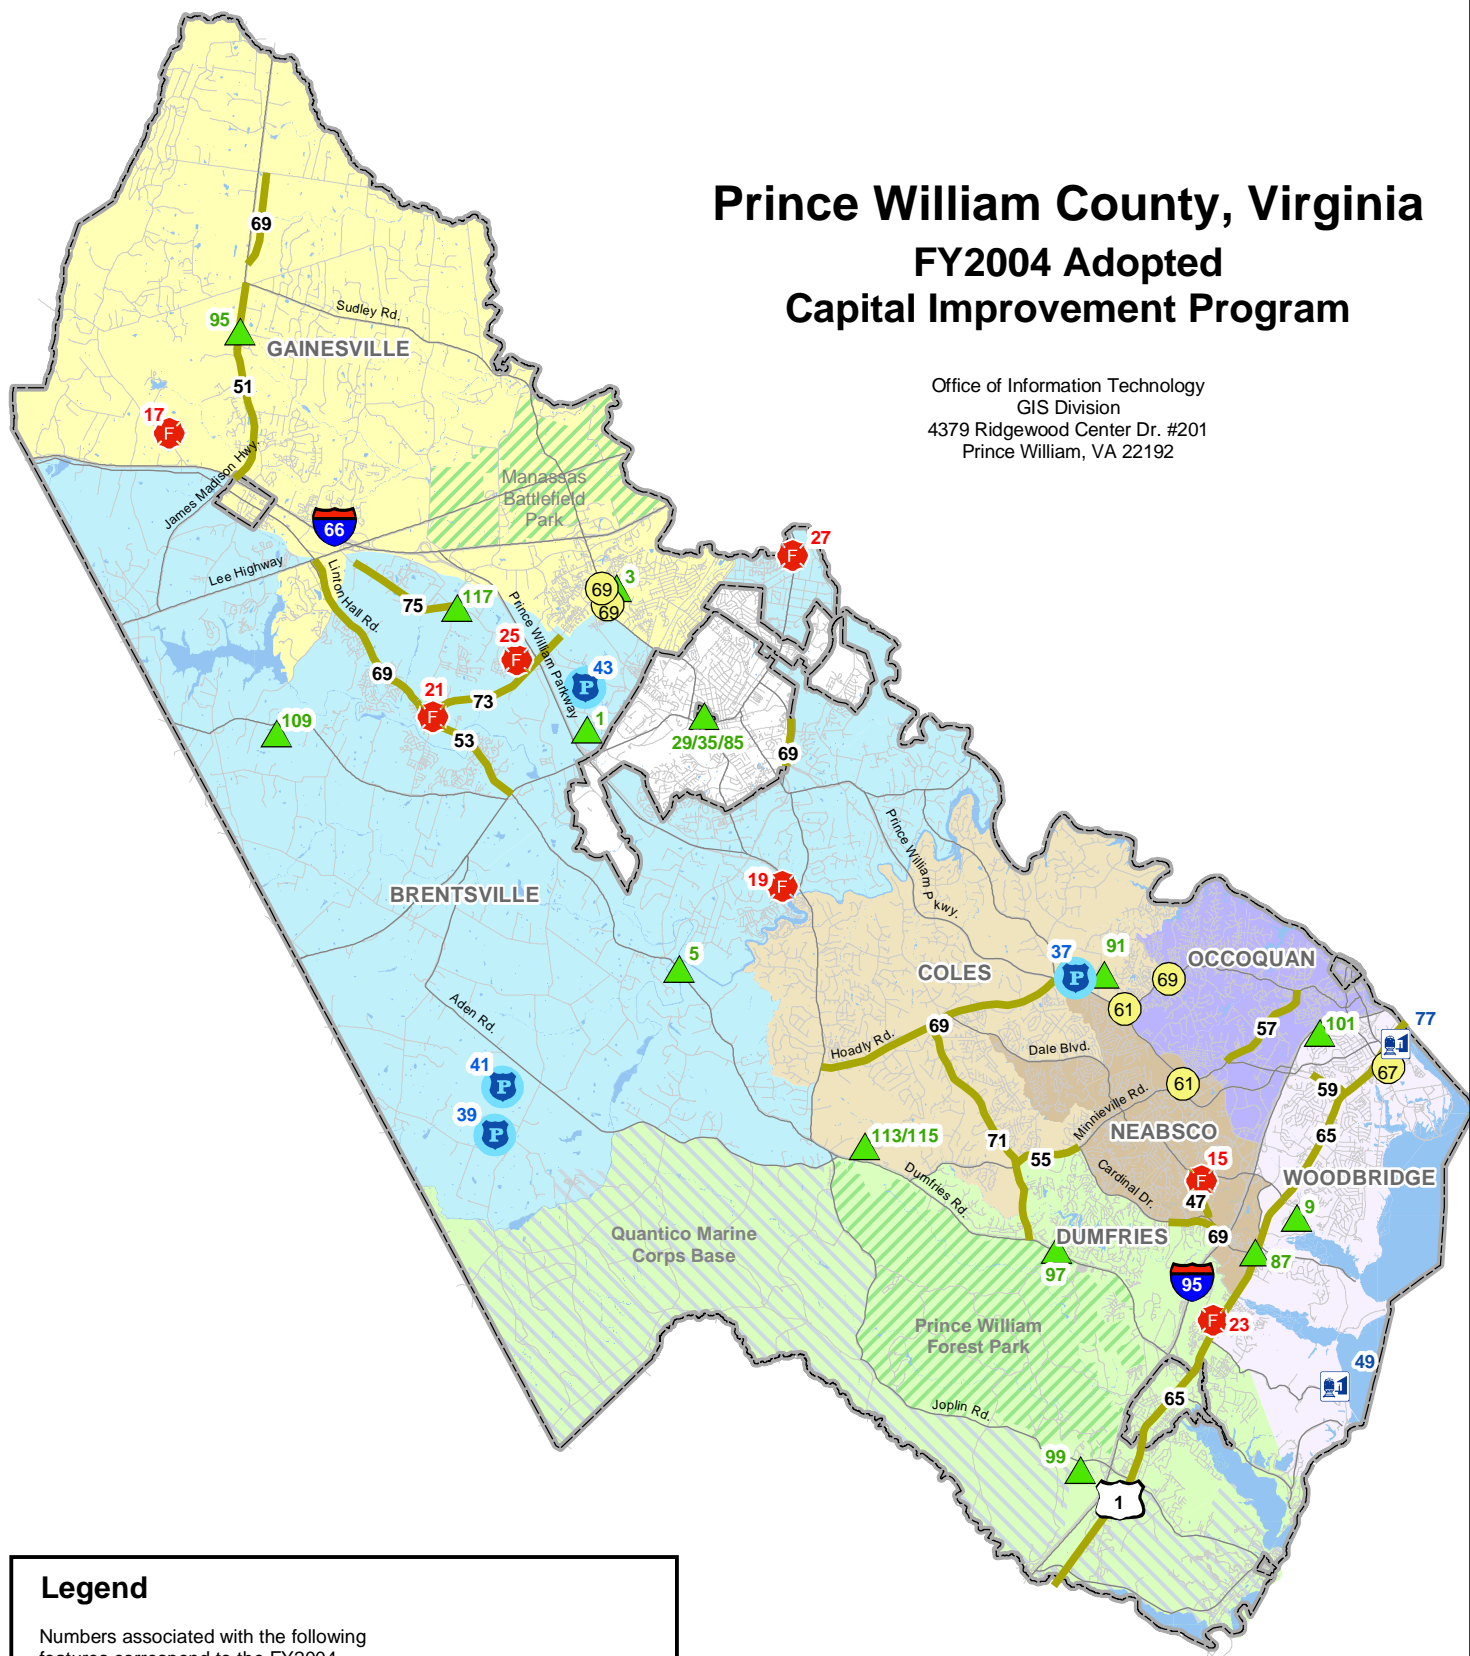 Prince William County, Virginia
FY2004 Adopted
Capital Improvement Program
Office of Information Technology
GIS Division
4379 Ridgewood Center Dr. #201
Prince William, VA 22192
69
Sudley Rd.
95
GAINESVILLE
51
17
F
James Madison Hwy.
Manassas
Battlefield
Park
66
27
F
Lee Highway
Linton Hall Rd.
75
117
Prince William Parkway
69
3
69
25
F
43
P
69
21
F
73
1
109
53
29/35/85
69
Prince William Pkwy.
BRENTSVILLE
19
F
5
COLES
37
P
91
OCCOQUAN
69
61
Aden Rd.
69
Hoadly Rd.
Dale Blvd.
57
101
77
67
41
P
39
P
61
59
Minnieville Rd.
NEABSCO
65
113/115
71
55
Dumfries Rd.
Cardinal Dr.
15
F
47
WOODBRIDGE
9
Quantico Marine
Corps Base
DUMFRIES
69
97
87
95
Prince William
Forest Park
F
23
49
65
Joplin Rd.
99
1
Legend
Numbers associated with the following
features correspond to the FY2004